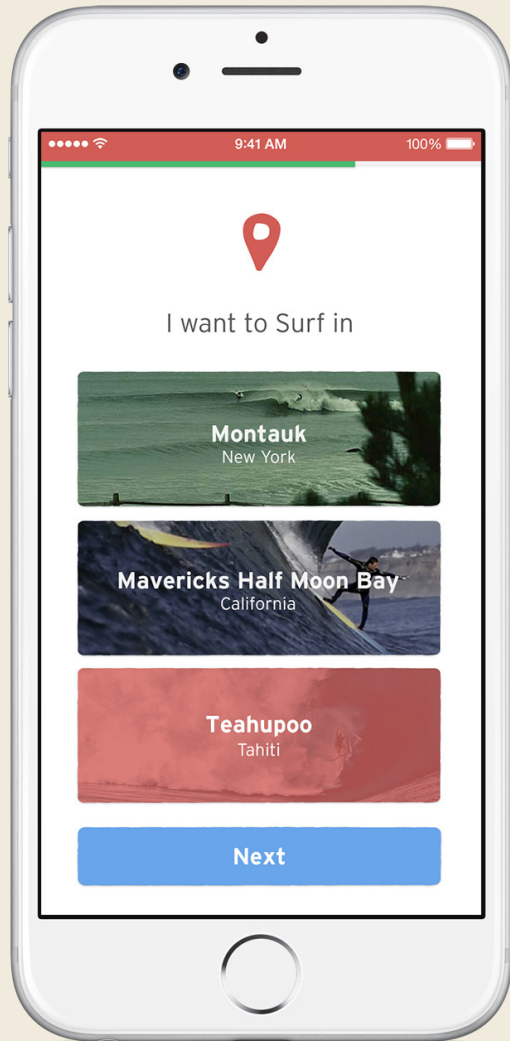 9:41 AM
100%
I want to Surf in
Montauk
New York
Mavericks Half Moon Bay
California
Teahupoo
Tahiti
Next